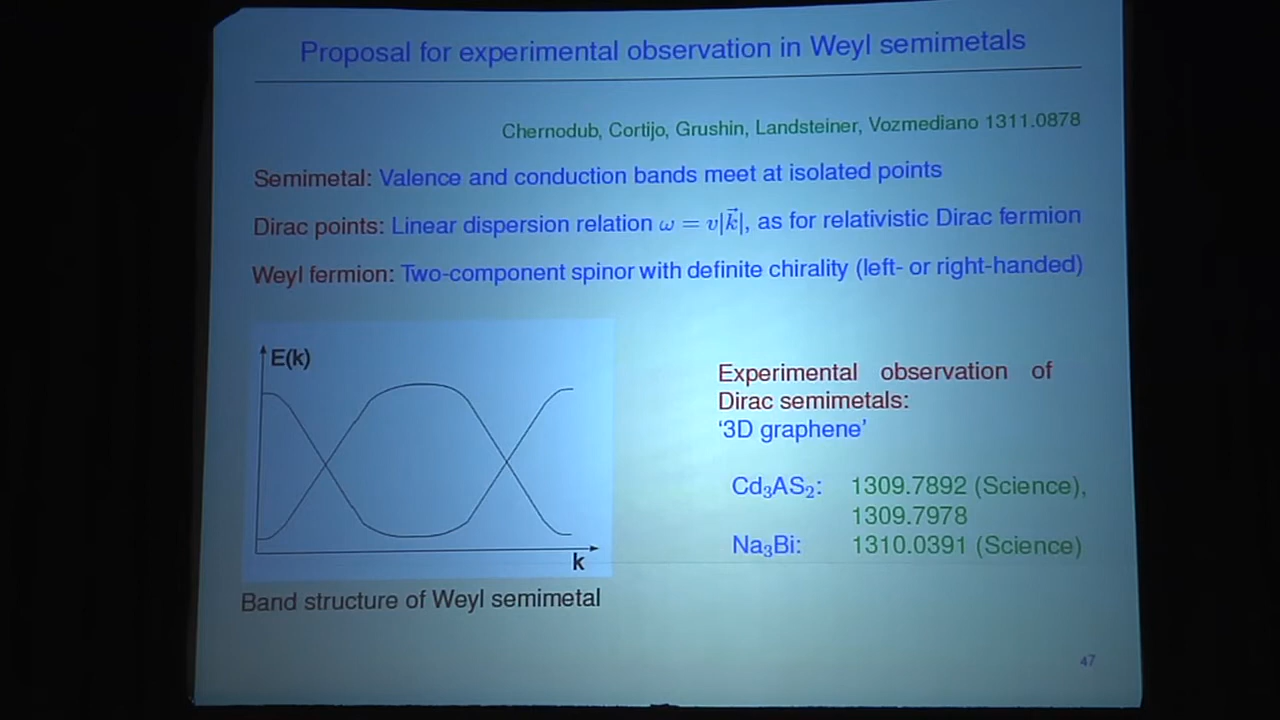 Proposal for experimental observation in Weyl semimetals
Chernodub, Cortijo, Grushin, Landsteiner, Vozmediano 1311.0878
Semimetal: Valence and conduction bands meet at isolated points
Dirac points: Linear dispersion relation ω = v|k⃗|, as for relativistic Dirac fermion
Weyl fermion: Two-component spinor with definite chirality (left- or right-handed)
E(k)
k
Band structure of Weyl semimetal
Experimental observation of
Dirac semimetals:
‘3D graphene’
Cd₃AS₂: 1309.7892 (Science),
1309.7978
Na₃Bi: 1310.0391 (Science)
47